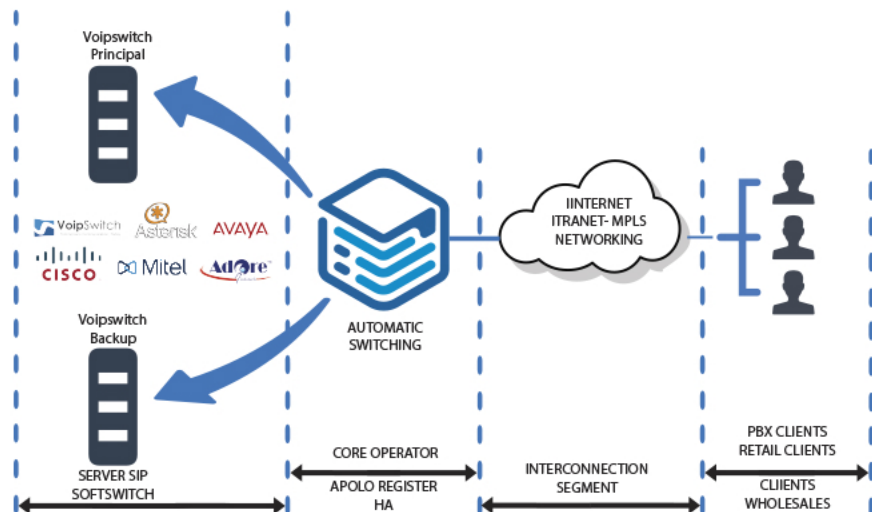 Voipswitch
Principal
VoipSwitch
Asterisk
AVAYA
CISCO
Mitel
Adore
Voipswitch
Backup
SERVER SIP
SOFTSWITCH
AUTOMATIC
SWITCHING
CORE OPERATOR
APOLO REGISTER
HA
IINTERNET
ITRANET- MPLS
NETWORKING
INTERCONNECTION
SEGMENT
PBX CLIENTS
RETAIL CLIENTS
CLIIENTS
WHOLESALES